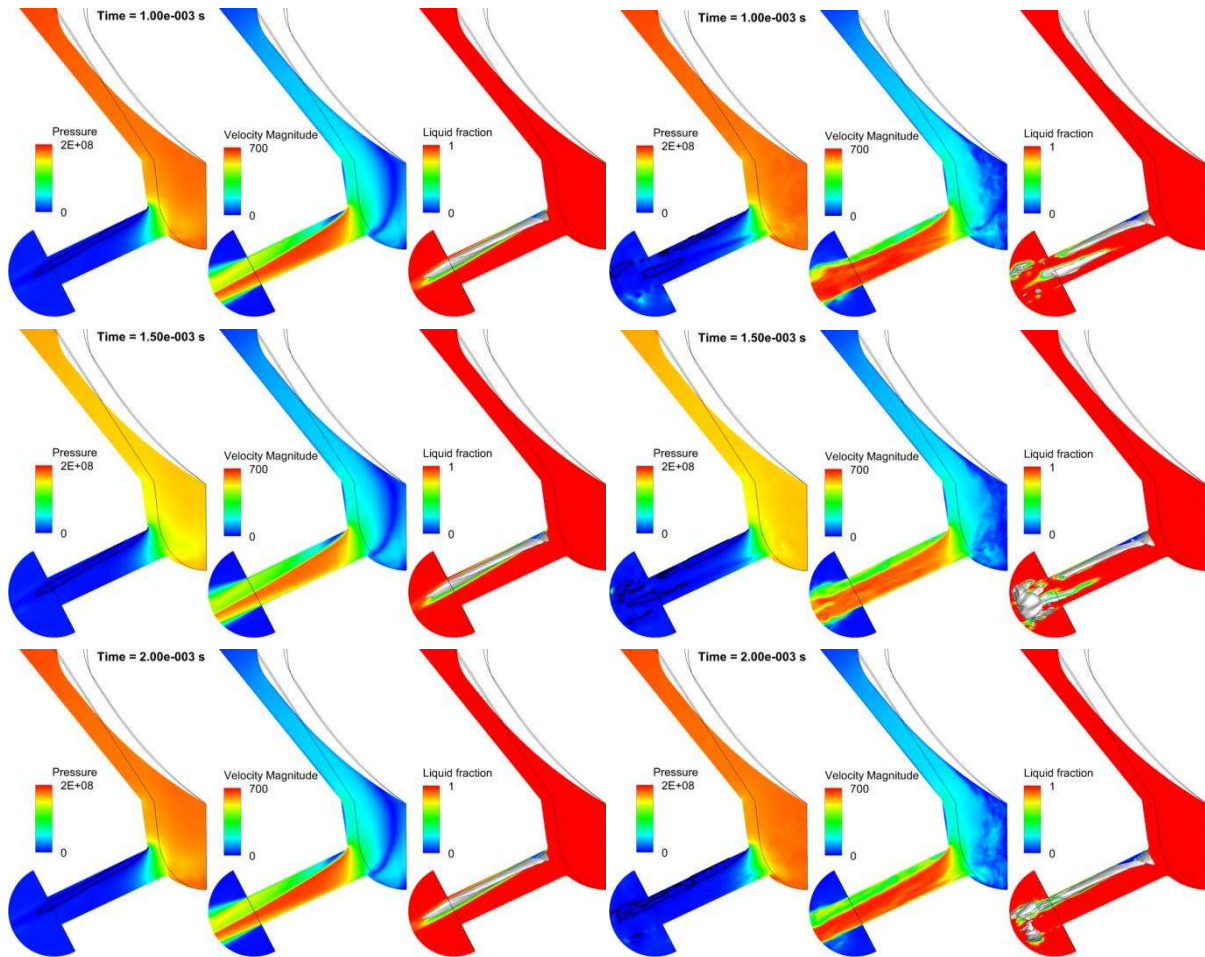 Time = 1.00e-003 s
Time = 1.00e-003 s
Pressure
2E+08
0
Velocity Magnitude
700
0
Liquid fraction
1
0
Pressure
2E+08
0
Velocity Magnitude
700
0
Liquid fraction
1
0
Time = 1.50e-003 s
Time = 1.50e-003 s
Pressure
2E+08
0
Velocity Magnitude
700
0
Liquid fraction
1
0
Pressure
2E+08
0
Velocity Magnitude
700
0
Liquid fraction
1
0
Time = 2.00e-003 s
Time = 2.00e-003 s
Pressure
2E+08
0
Velocity Magnitude
700
0
Liquid fraction
1
0
Pressure
2E+08
0
Velocity Magnitude
700
0
Liquid fraction
1
0